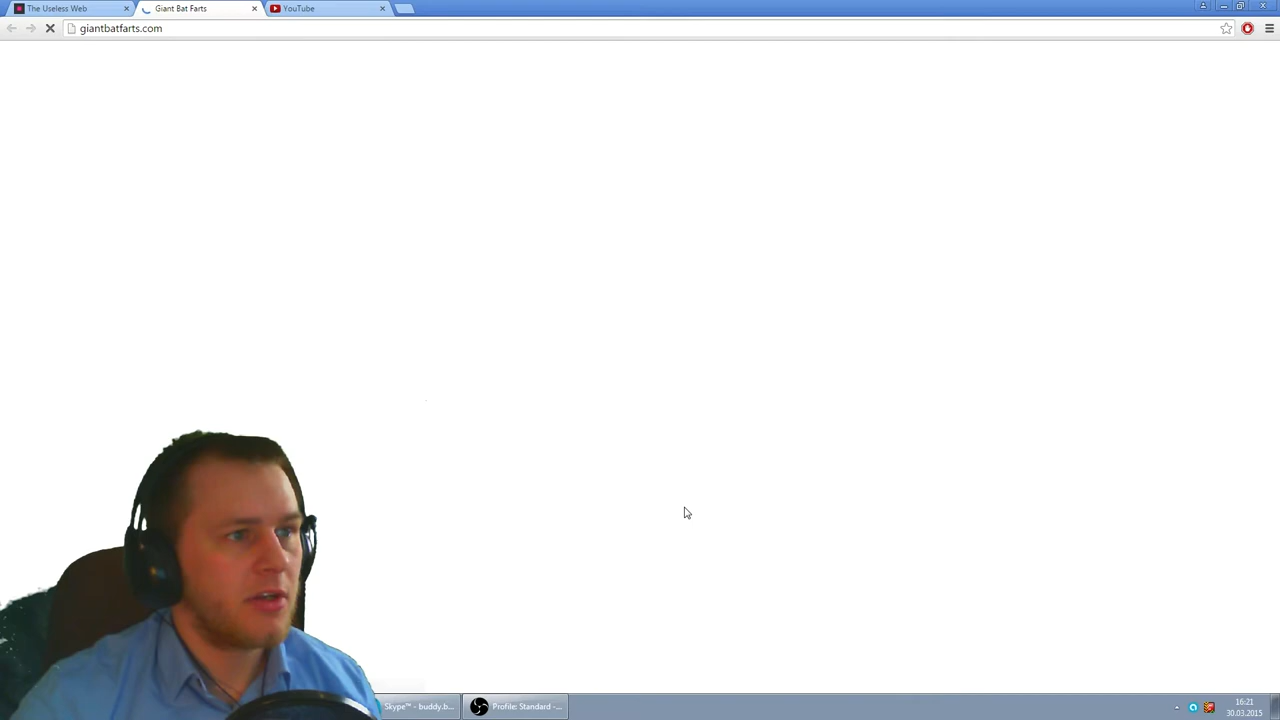 The Useless Web
Giant Bat Farts
YouTube
giantbatfarts.com
Skype™ - buddy.b...
Profile: Standard -...
16:21
30.03.2015